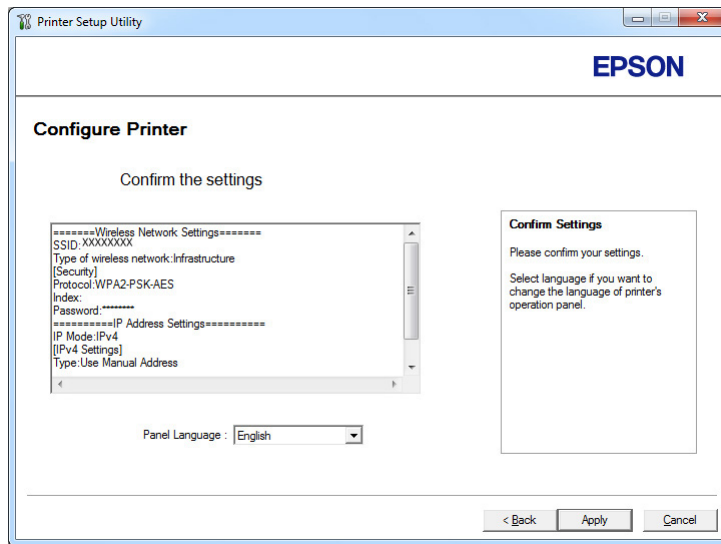 Printer Setup Utility
EPSON
Configure Printer
Confirm the settings
=======Wireless Network Settings=======
SSID:XXXXXXXX
Type of wireless network:Infrastructure
[Security]
Protocol:WPA2-PSK-AES
Index:
Password:********
==========IP Address Settings==========
IP Mode:IPv4
[IPv4 Settings]
Type:Use Manual Address
Panel Language : English
Confirm Settings
Please confirm your settings.
Select language if you want to
change the language of printer's
operation panel.
< Back Apply Cancel